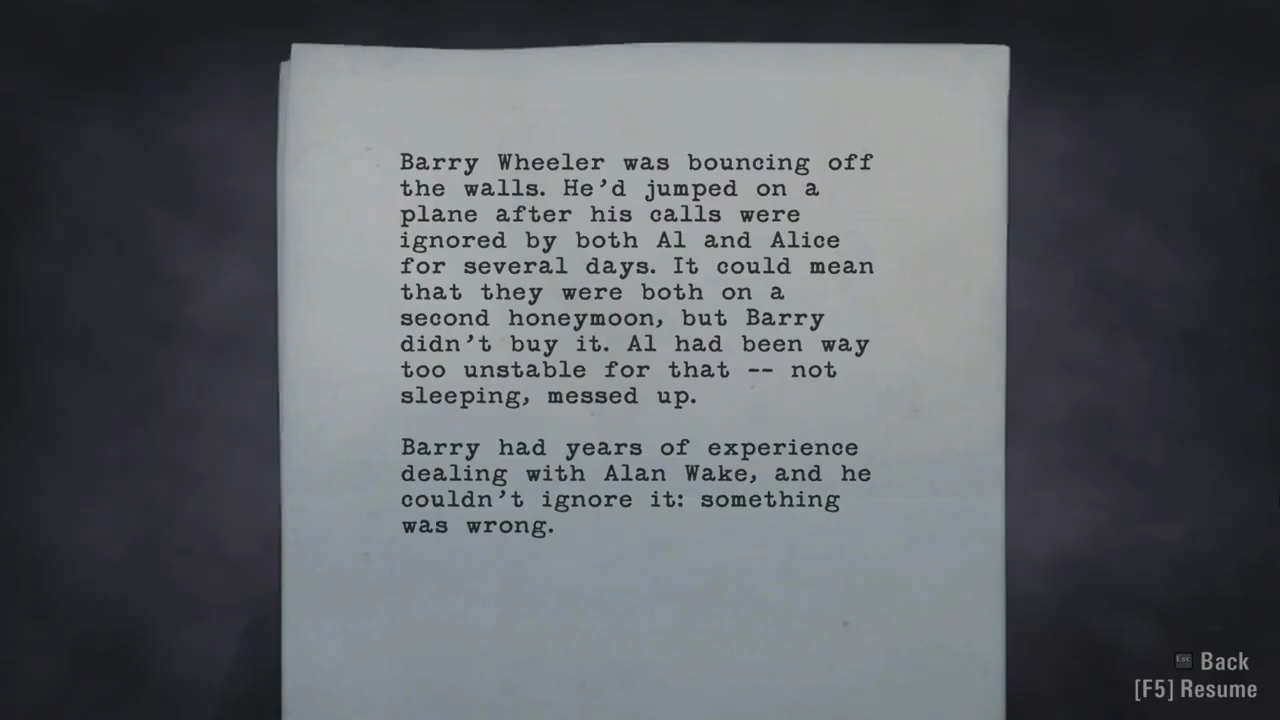 Barry Wheeler was bouncing off
the walls. He’d jumped on a
plane after his calls were
ignored by both Al and Alice
for several days. It could mean
that they were both on a
second honeymoon, but Barry
didn’t buy it. Al had been way
too unstable for that -- not
sleeping, messed up.
Barry had years of experience
dealing with Alan Wake, and he
couldn’t ignore it: something
was wrong.
Esc Back
[F5] Resume